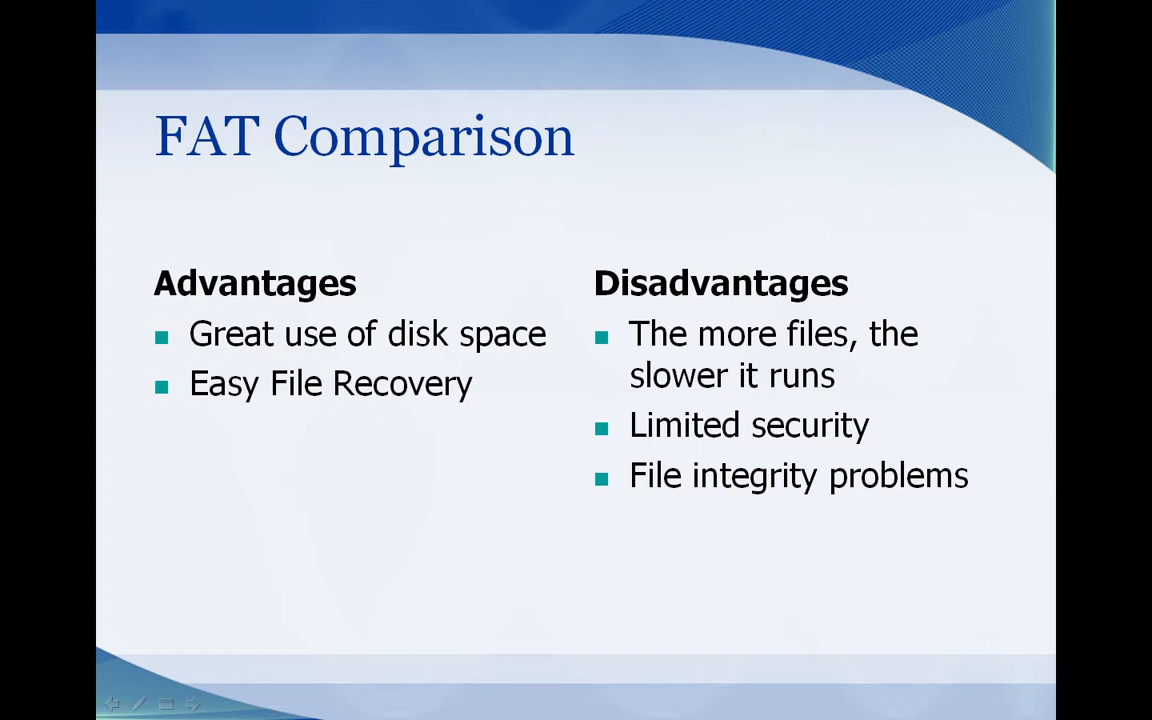 FAT Comparison
Advantages
Great use of disk space
Easy File Recovery
Disadvantages
The more files, the
slower it runs
Limited security
File integrity problems